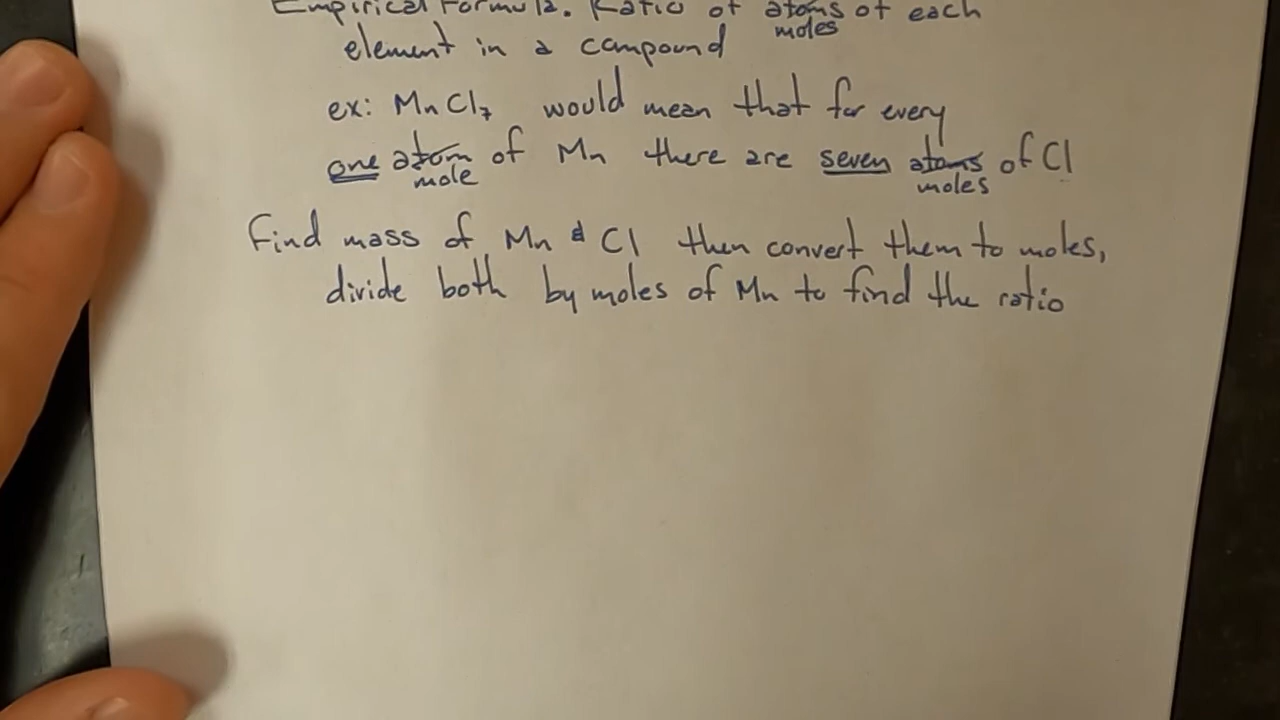 Empirical Formula. Ratio of atoms of each
moles
element in a compound
ex: MnCl₇ would mean that for every
one atom of Mn there are seven atoms of Cl
mole moles
Find mass of Mn & Cl then convert them to moles,
divide both by moles of Mn to find the ratio